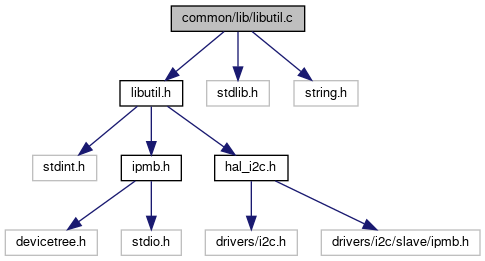 common/lib/libutil.c
libutil.h
stdlib.h
string.h
stdint.h
ipmb.h
hal_i2c.h
devicetree.h
stdio.h
drivers/i2c.h
drivers/i2c/slave/ipmb.h